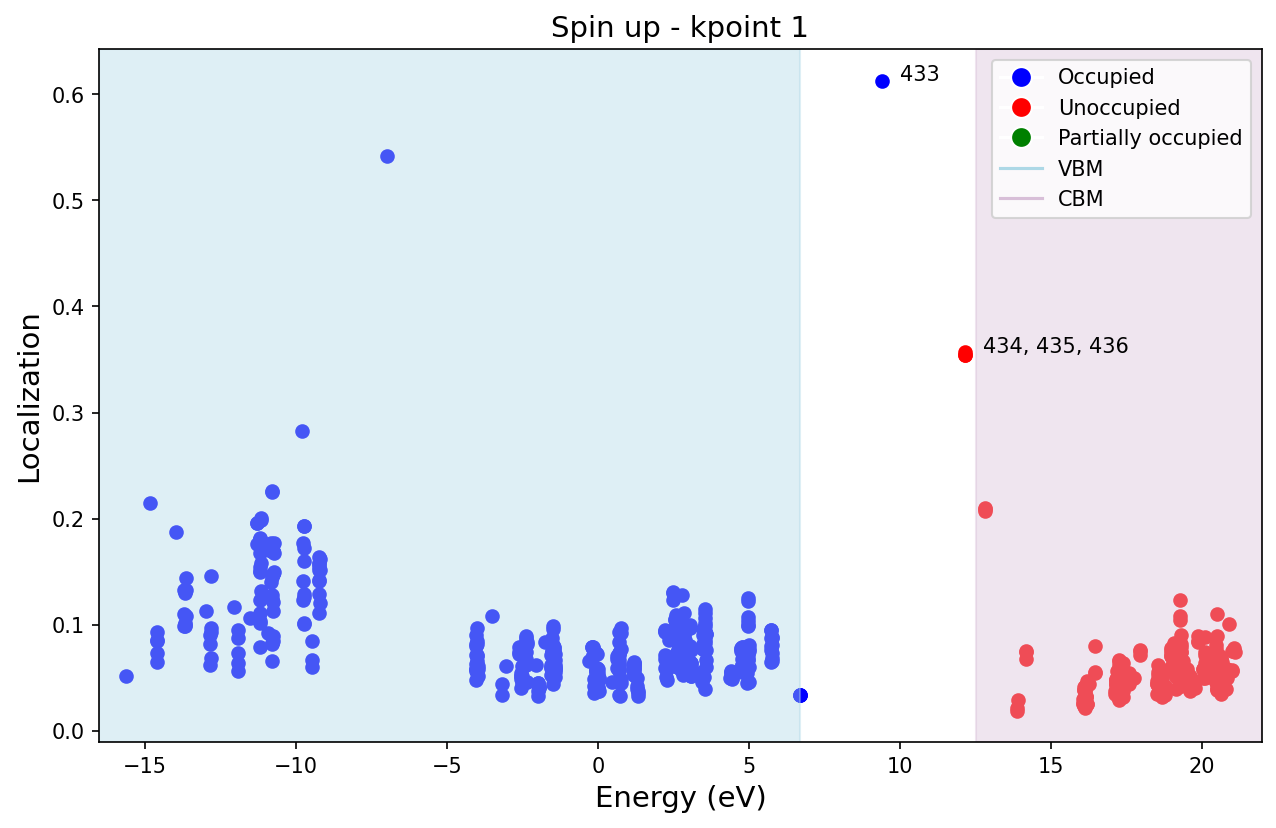 Spin up - kpoint 1
Localization
0.6
0.5
0.4
0.3
0.2
0.1
0.0
433
434, 435, 436
Occupied
Unoccupied
Partially occupied
VBM
CBM
−15
−10
−5
0
5
10
15
20
Energy (eV)